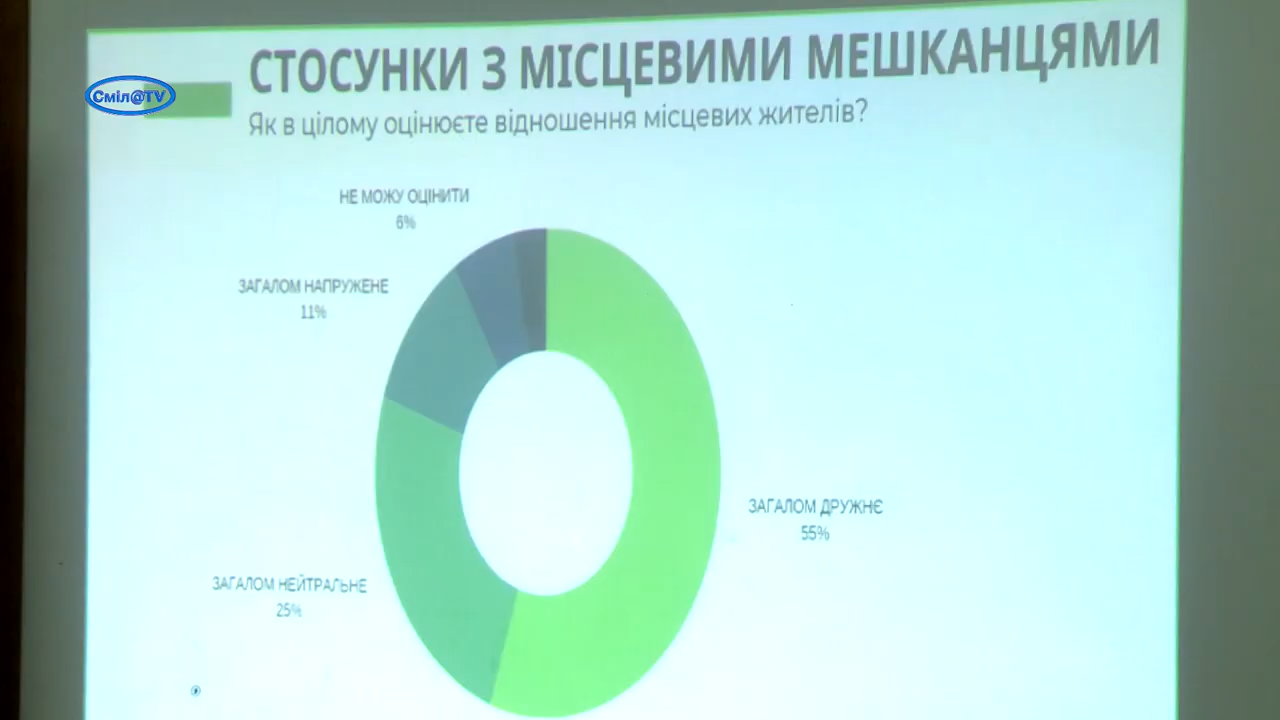 СТОСУНКИ З МІСЦЕВИМИ МЕШКАНЦЯМИ
Сміл@TV
Як в цілому оцінюєте відношення місцевих жителів?
НЕ МОЖУ ОЦІНИТИ
6%
ЗАГАЛОМ НАПРУЖЕНЕ
11%
ЗАГАЛОМ ДРУЖНЄ
55%
ЗАГАЛОМ НЕЙТРАЛЬНЕ
25%